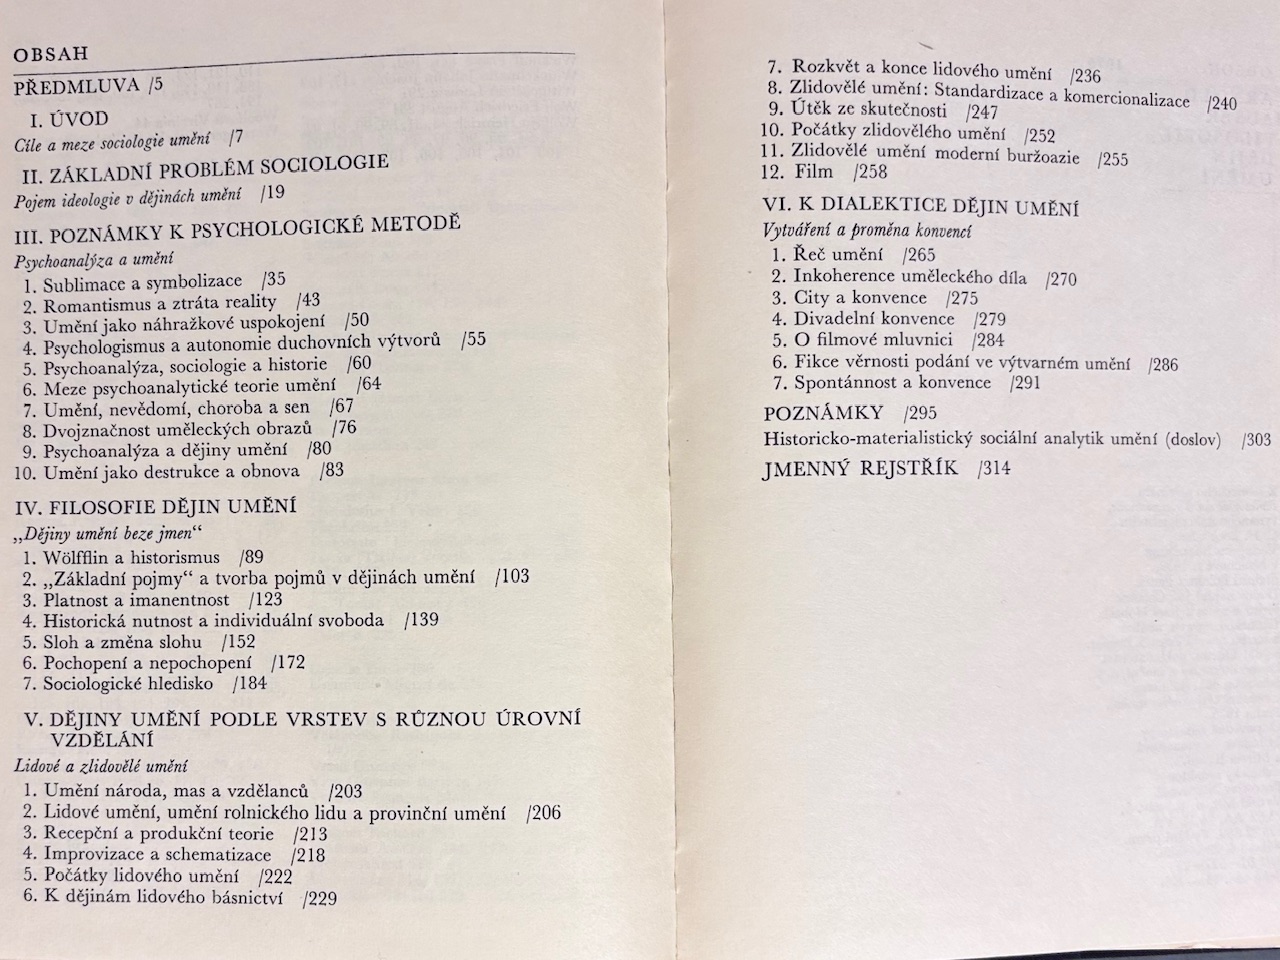 OBSAH
PŘEDMLUVA /5
I. ÚVOD
Cíle a meze sociologie umění /7
II. ZÁKLADNÍ PROBLÉM SOCIOLOGIE
Pojem ideologie v dějinách umění /19
III. POZNÁMKY K PSYCHOLOGICKÉ METODĚ
Psychoanalýza a umění
1. Sublimace a symbolizace /35
2. Romantismus a ztráta reality /43
3. Umění jako náhražkové uspokojení /50
4. Psychologismus a autonomie duchovních výtvorů /55
5. Psychoanalýza, sociologie a historie /60
6. Meze psychoanalytické teorie umění /64
7. Umění, nevědomí, choroba a sen /67
8. Dvojznačnost uměleckých obrazů /76
9. Psychoanalýza a dějiny umění /80
10. Umění jako destrukce a obnova /83
IV. FILOSOFIE DĚJIN UMĚNÍ
„Dějiny umění beze jmen“
1. Wölfflin a historismus /89
2. „Základní pojmy“ a tvorba pojmů v dějinách umění /103
3. Platnost a imanentnost /123
4. Historická nutnost a individuální svoboda /139
5. Sloh a změna slohu /152
6. Pochopení a nepochopení /172
7. Sociologické hledisko /184
V. DĚJINY UMĚNÍ PODLE VRSTEV S RŮZNOU ÚROVNÍ
VZDĚLÁNÍ
Lidové a zlidovělé umění
1. Umění národa, mas a vzdělanců /203
2. Lidové umění, umění rolnického lidu a provinční umění /206
3. Recepční a produkční teorie /213
4. Improvizace a schematizace /218
5. Počátky lidového umění /222
6. K dějinám lidového básnictví /229
7. Rozkvět a konce lidového umění /236
8. Zlidovělé umění: Standardizace a komercionalizace /240
9. Útěk ze skutečnosti /247
10. Počátky zlidovělého umění /252
11. Zlidovělé umění moderní buržoazie /255
12. Film /258
VI. K DIALEKTICE DĚJIN UMĚNÍ
Vytváření a proměna konvencí
1. Řeč umění /265
2. Inkoherence uměleckého díla /270
3. City a konvence /275
4. Divadelní konvence /279
5. O filmové mluvnici /284
6. Fikce věrnosti podání ve výtvarném umění /286
7. Spontánnost a konvence /291
POZNÁMKY /295
Historicko-materialistický sociální analytik umění (doslov) /303
JMENNÝ REJSTŘÍK /314